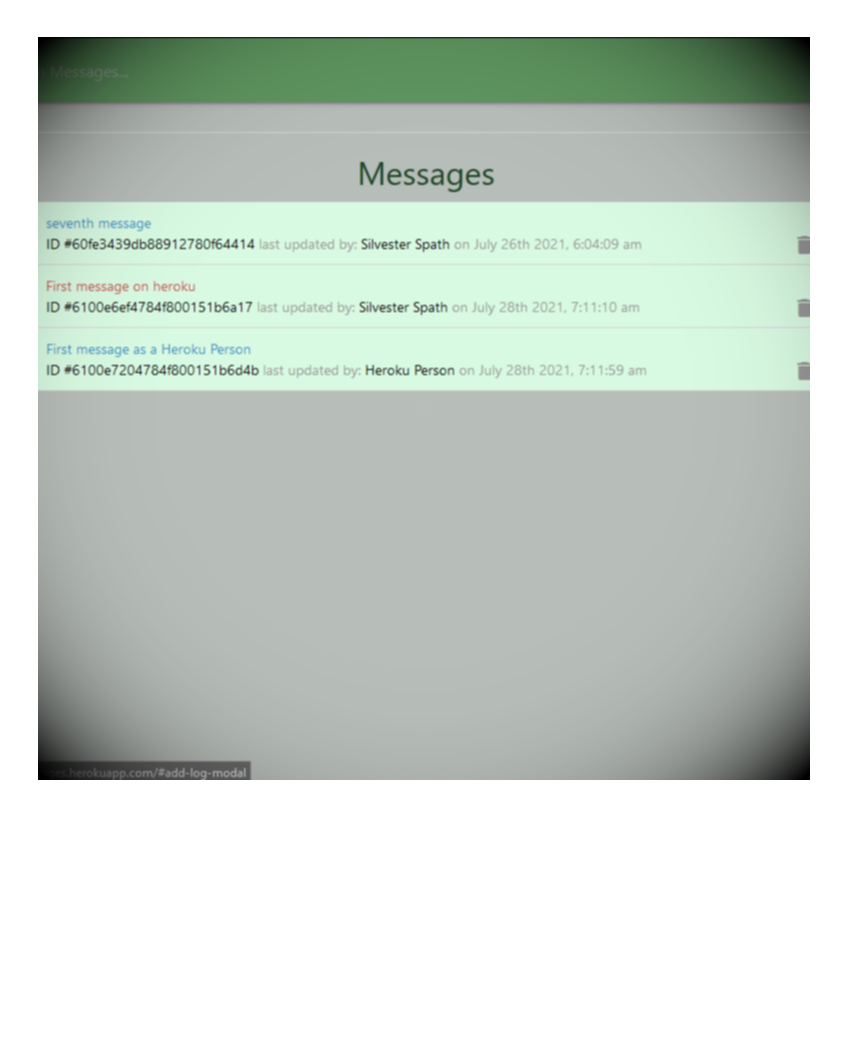 Messages...
Messages
seventh message
ID #60fe3439db88912780f64414 last updated by: Silvester Spath on July 26th 2021, 6:04:09 am
First message on heroku
ID #6100e6ef4784f800151b6a17 last updated by: Silvester Spath on July 28th 2021, 7:11:10 am
First message as a Heroku Person
ID #6100e7204784f800151b6d4b last updated by: Heroku Person on July 28th 2021, 7:11:59 am
es.herokuapp.com/#add-log-modal